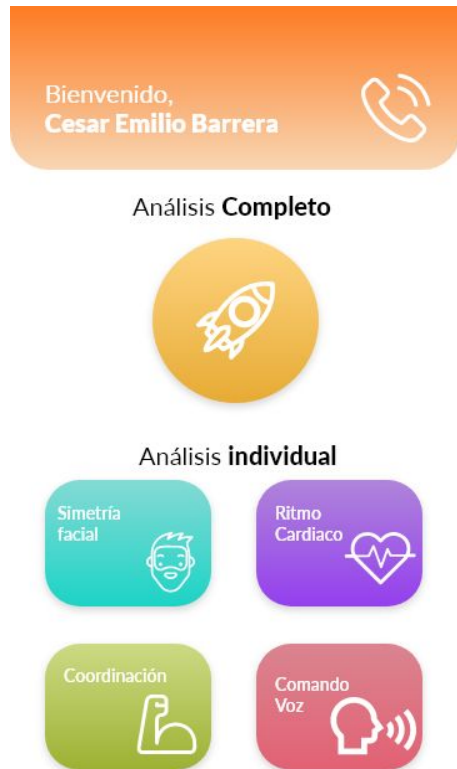 Bienvenido,
Cesar Emilio Barrera
Análisis Completo
Análisis individual
Simetría
facial
Ritmo
Cardiaco
Coordinación
Comando
Voz